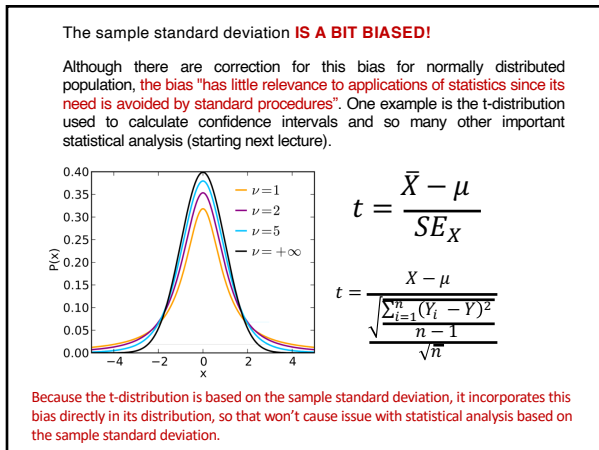 The sample standard deviation IS A BIT BIASED!
Although there are correction for this bias for normally distributed
population, the bias "has little relevance to applications of statistics since its
need is avoided by standard procedures”. One example is the t-distribution
used to calculate confidence intervals and so many other important
statistical analysis (starting next lecture).
0.40
0.35
0.30
0.25
0.20
0.15
0.10
0.05
0.00
P(x)
−4 −2 0 2 4
x
ν=1
ν=2
ν=5
ν=+∞
t = (X̄ − μ) / SE_X
t = (X − μ) / (√(∑_{i=1}^{n} (Y_i − Y)^2 / (n − 1)) / √n)
Because the t-distribution is based on the sample standard deviation, it incorporates this
bias directly in its distribution, so that won’t cause issue with statistical analysis based on
the sample standard deviation.